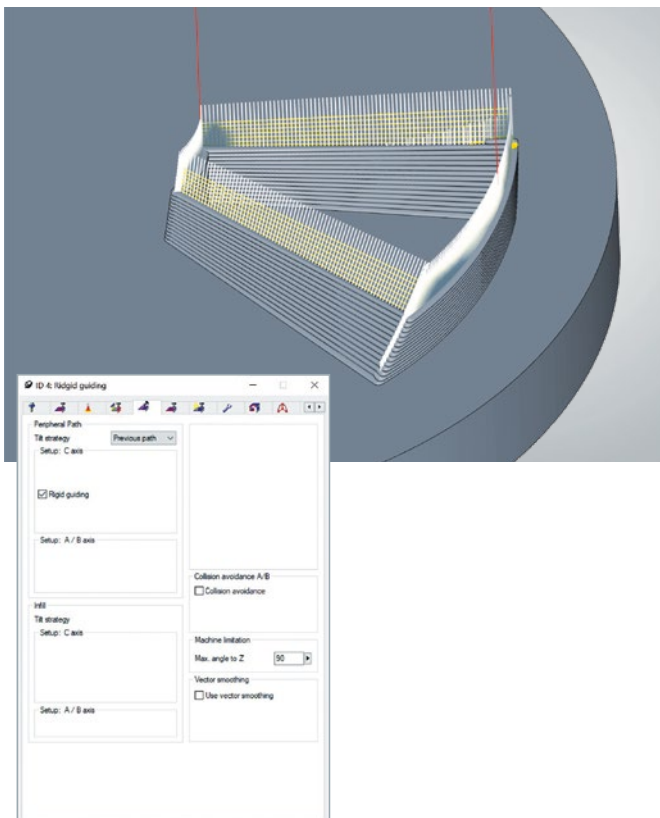 ID 4: Ridgid guiding
Peripheral Path
Tilt strategy
Previous path
Setup: C axis
Rigid guiding
Setup: A / B axis
Collision avoidance A/B
Collision avoidance
Infill
Tilt strategy
Setup: C axis
Machine limitation
Max. angle to Z
90
Vector smoothing
Use vector smoothing
Setup: A / B axis